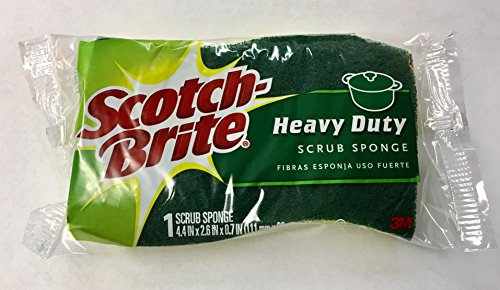 Scotch-
Brite®
Heavy Duty
SCRUB SPONGE
FIBRAS ESPONJA USO FUERTE
1 SCRUB SPONGE
4.4 IN x 2.6 IN x 0.7 IN
3M